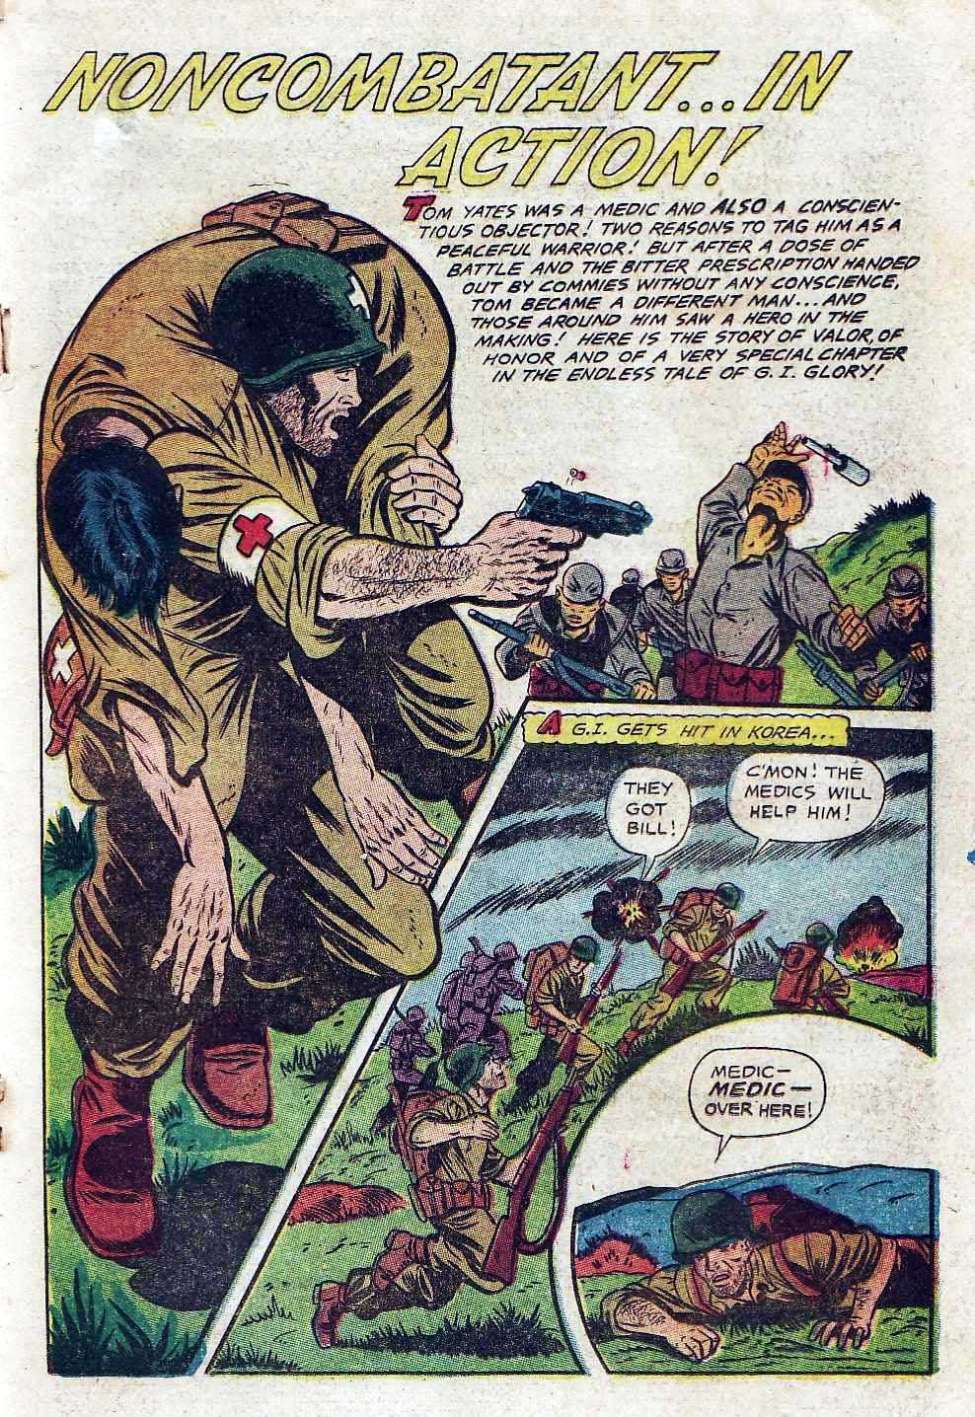 NONCOMBATANT... IN
ACTION!
TOM YATES WAS A MEDIC AND ALSO A CONSCIEN-
TIOUS OBJECTOR! TWO REASONS TO TAG HIM AS A
PEACEFUL WARRIOR! BUT AFTER A DOSE OF
BATTLE AND THE BITTER PRESCRIPTION HANDED
OUT BY COMMIES WITHOUT ANY CONSCIENCE,
TOM BECAME A DIFFERENT MAN... AND
THOSE AROUND HIM SAW A HERO IN THE
MAKING! HERE IS THE STORY OF VALOR, OF
HONOR AND OF A VERY SPECIAL CHAPTER
IN THE ENDLESS TALE OF G.I. GLORY!
A G.I. GETS HIT IN KOREA...
THEY
GOT
BILL!
C'MON! THE
MEDICS WILL
HELP HIM!
MEDIC—
MEDIC—
OVER HERE!